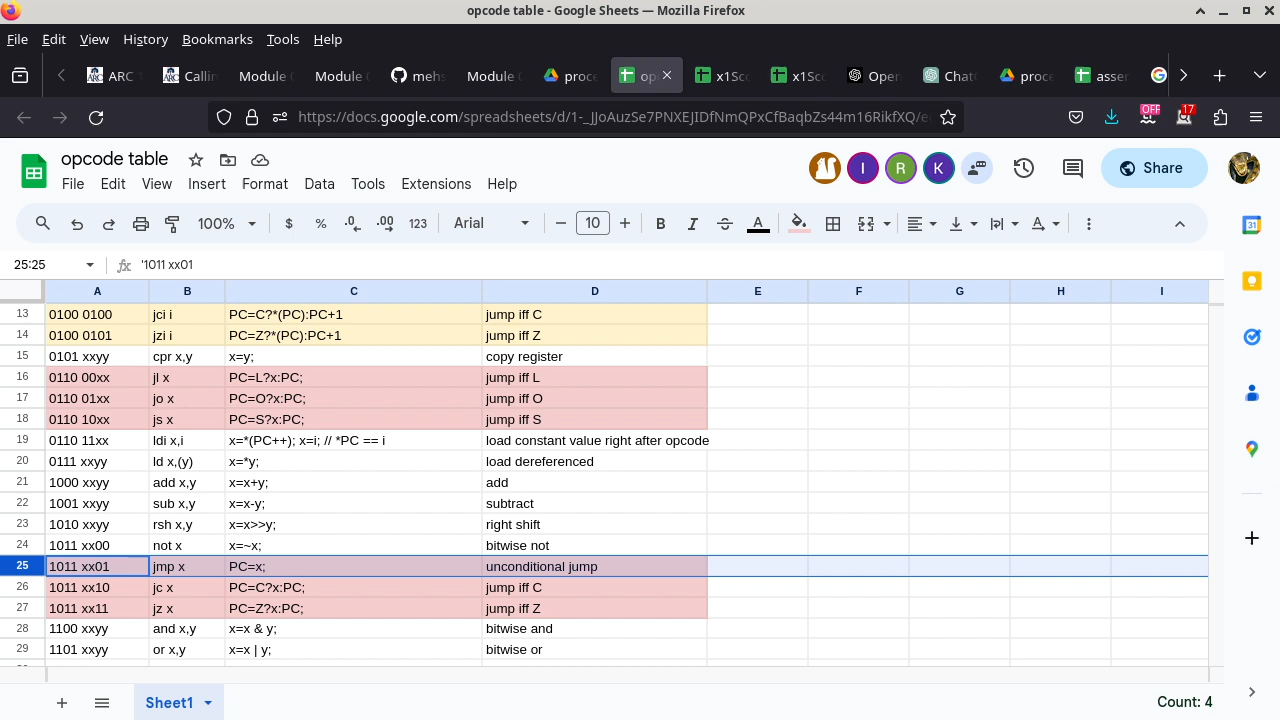 opcode table - Google Sheets — Mozilla Firefox
File Edit View History Bookmarks Tools Help
ARC Callin Module Module mehs Module proce op x1Sco x1Sco Open Chat proce asser
https://docs.google.com/spreadsheets/d/1-_JJoAuzSe7PNXEJIDfNmQPxCfBaqbZs44m16RikfXQ/e OFF 17
opcode table
File Edit View Insert Format Data Tools Extensions Help
I R K Share
100% $ % .0 .00 123 Arial 10 B I A
25:25 fx '1011 xx01
A B C D E F G H I
13 0100 0100 jci i PC=C?*(PC):PC+1 jump iff C
14 0100 0101 jzi i PC=Z?*(PC):PC+1 jump iff Z
15 0101 xxyy cpr x,y x=y; copy register
16 0110 00xx jl x PC=L?x:PC; jump iff L
17 0110 01xx jo x PC=O?x:PC; jump iff O
18 0110 10xx js x PC=S?x:PC; jump iff S
19 0110 11xx ldi x,i x=*(PC++); x=i; // *PC == i load constant value right after opcode
20 0111 xxyy ld x,(y) x=*y; load dereferenced
21 1000 xxyy add x,y x=x+y; add
22 1001 xxyy sub x,y x=x-y; subtract
23 1010 xxyy rsh x,y x=x>>y; right shift
24 1011 xx00 not x x=~x; bitwise not
25 1011 xx01 jmp x PC=x; unconditional jump
26 1011 xx10 jc x PC=C?x:PC; jump iff C
27 1011 xx11 jz x PC=Z?x:PC; jump iff Z
28 1100 xxyy and x,y x=x & y; bitwise and
29 1101 xxyy or x,y x=x | y; bitwise or
Sheet1 Count: 4